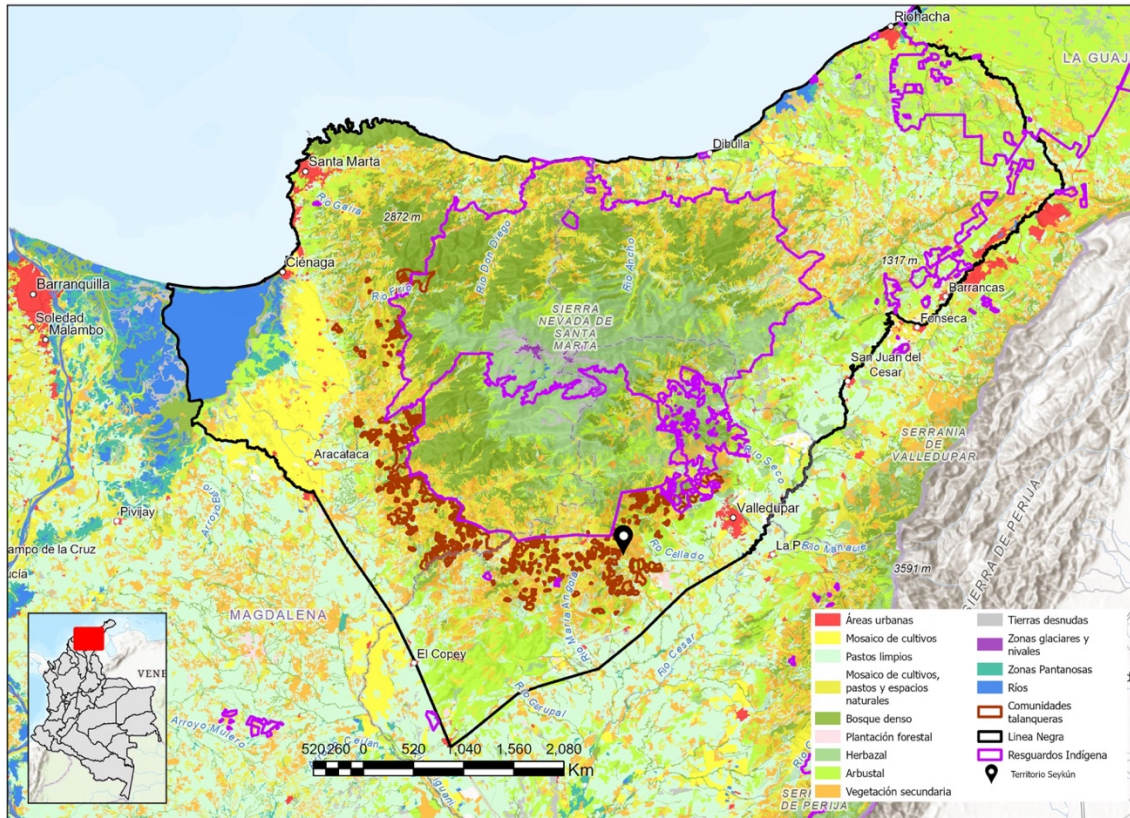 Riohacha
LA GUAJ
Dibulla
Santa Marta
Río Gaira
2872 m
Río Don Diego
Río Ancho
Ciénaga
Río Frío
1317 m
Barrancas
Barranquilla
Soledad
Malambo
SIERRA
NEVADA DE
SANTA
MARTA
Fonseca
San Juan del
Cesar
SERRANIA
DE
VALLEDUPAR
Aracataca
Río Seco
Pivijay
Valledupar
SIERRA DE PERIJA
ampo de la Cruz
ucía
Río Callado
La P
3591 m
MAGDALENA
Río María Angola
Río Cesar
El Copey
Río Garupal
Arroyo Mulero
VENE
520
260
0
520
1,040
1,560
2,080
Km
SER
DE PERIJA
Áreas urbanas
Mosaico de cultivos
Pastos limpios
Mosaico de cultivos,
pastos y espacios
naturales
Bosque denso
Plantación forestal
Herbazal
Arbustal
Vegetación secundaria
Tierras desnudas
Zonas glaciares y
nivales
Zonas Pantanosas
Ríos
Comunidades
talanqueras
Linea Negra
Resguardos Indígena
Territorio Seykún